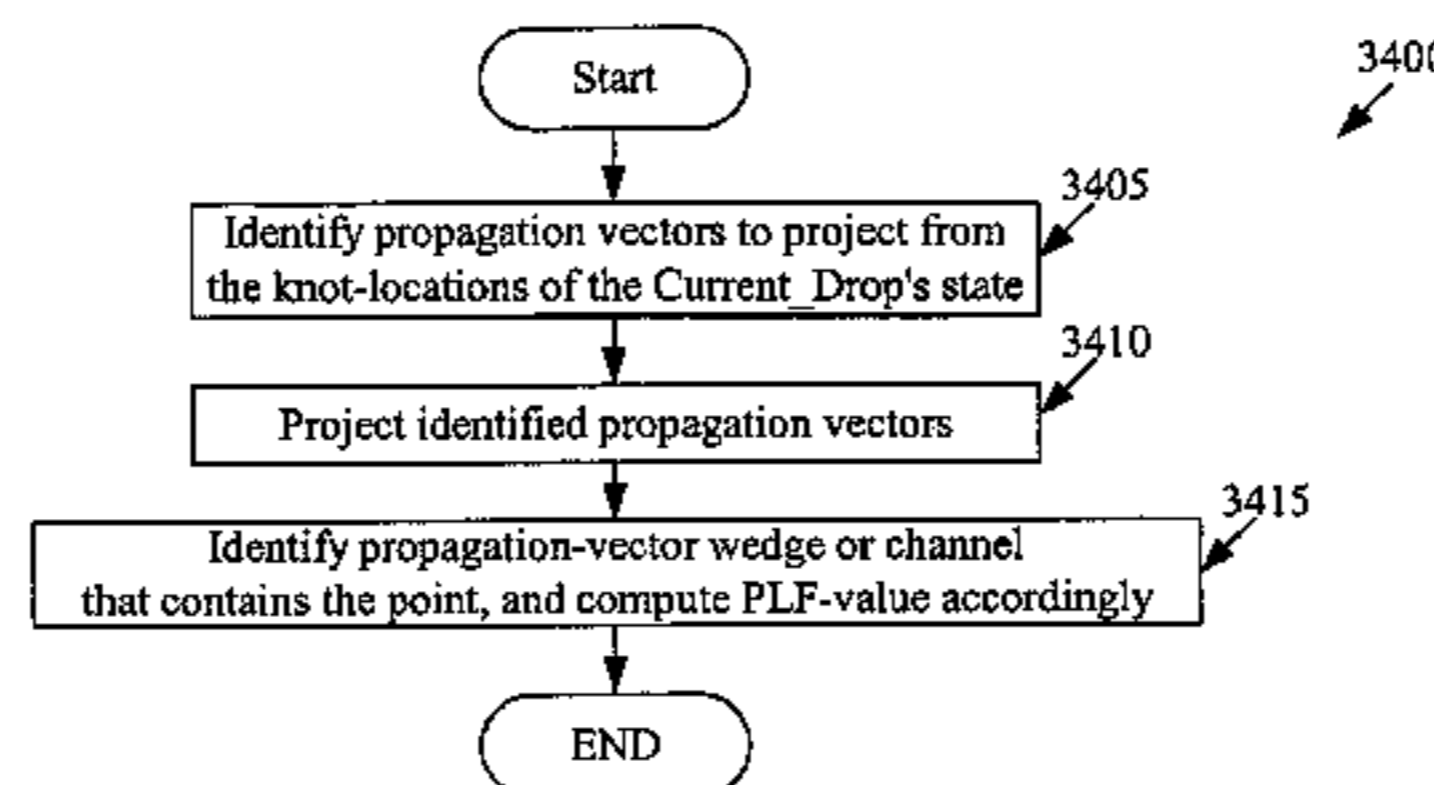 Start
3400
3405
Identify propagation vectors to project from
the knot-locations of the Current_Drop's state
3410
Project identified propagation vectors
3415
Identify propagation-vector wedge or channel
that contains the point, and compute PLF-value accordingly
END